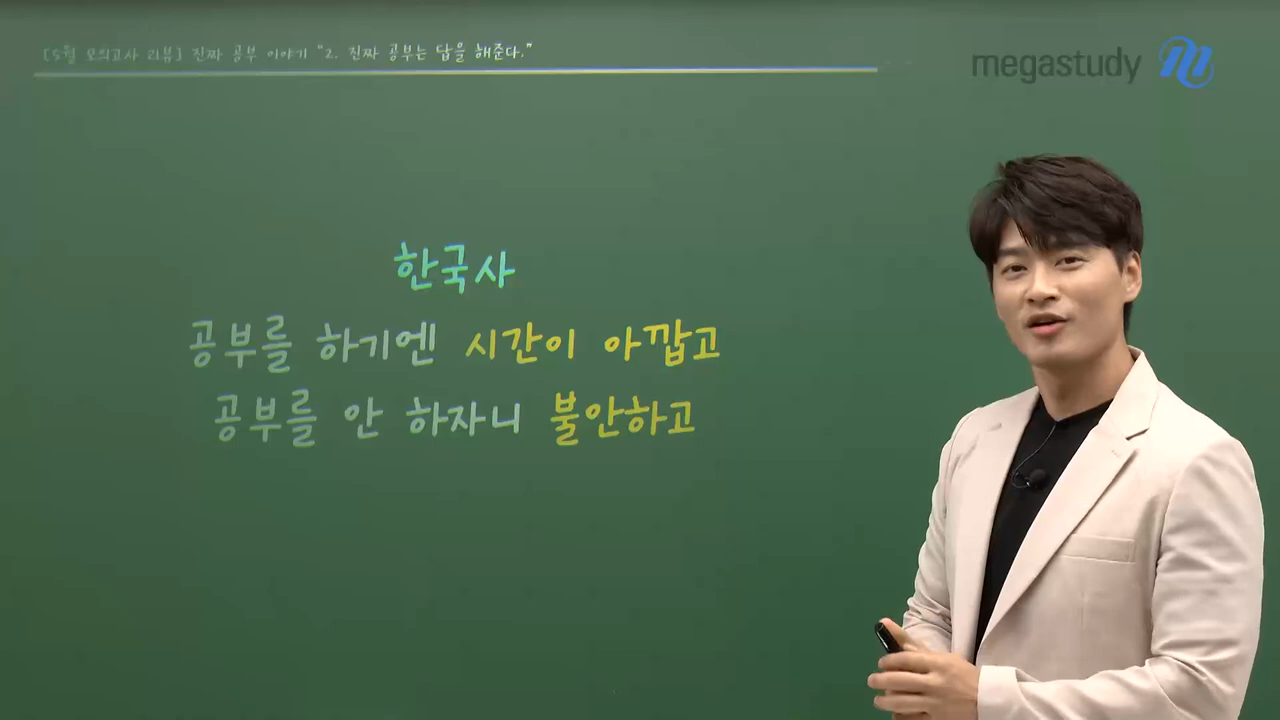 [5월 모의고사 리뷰] 진짜 공부 이야기 "2. 진짜 공부는 답을 해준다."
megastudy
한국사
공부를 하기엔 시간이 아깝고
공부를 안 하자니 불안하고